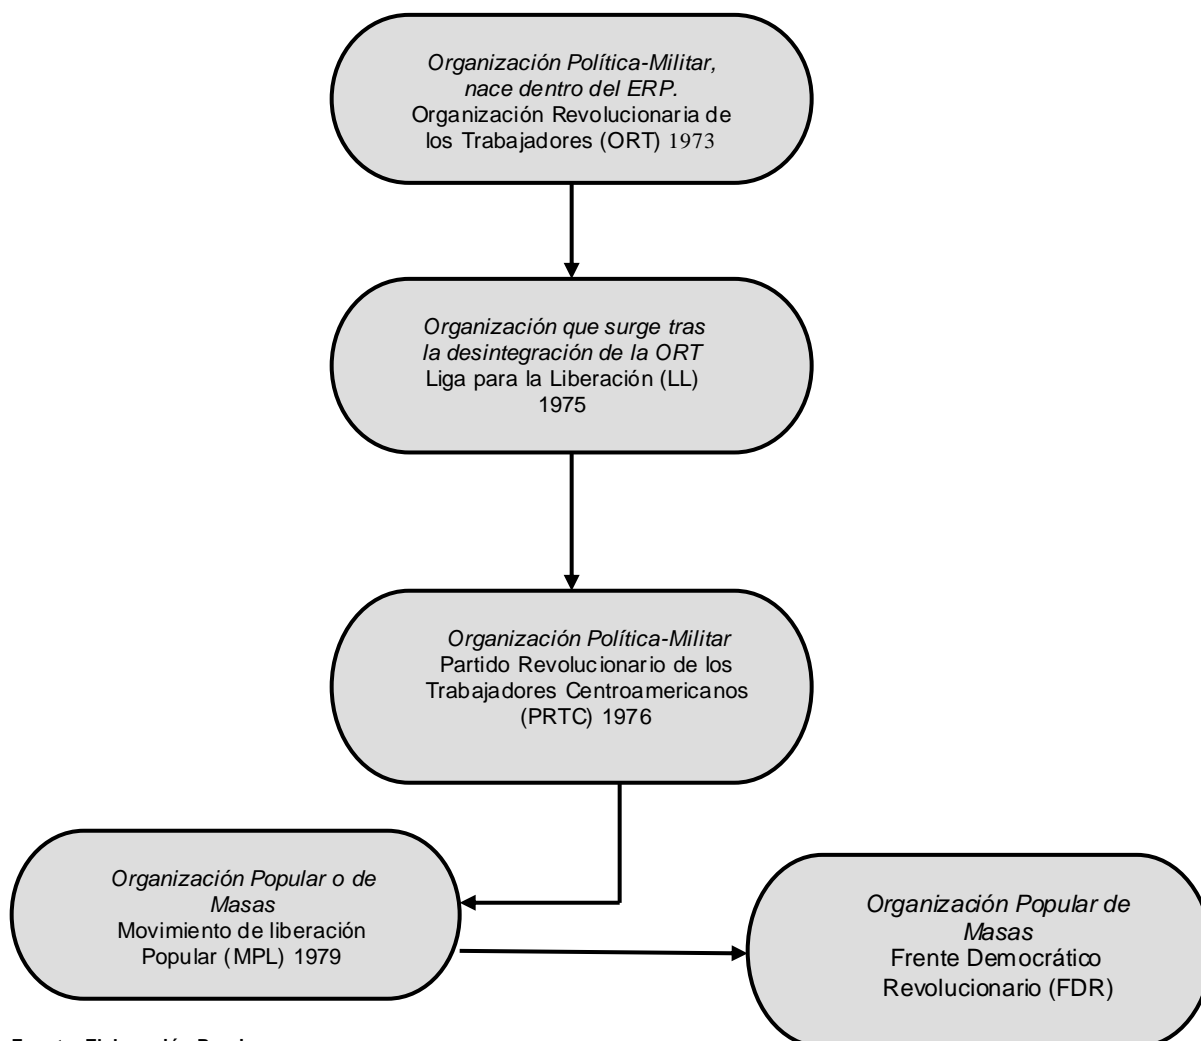 Organización Política-Militar,
nace dentro del ERP.
Organización Revolucionaria de
los Trabajadores (ORT) 1973
Organización que surge tras
la desintegración de la ORT
Liga para la Liberación (LL)
1975
Organización Política-Militar
Partido Revolucionario de los
Trabajadores Centroamericanos
(PRTC) 1976
Organización Popular o de
Masas
Movimiento de liberación
Popular (MPL) 1979
Organización Popular de
Masas
Frente Democrático
Revolucionario (FDR)